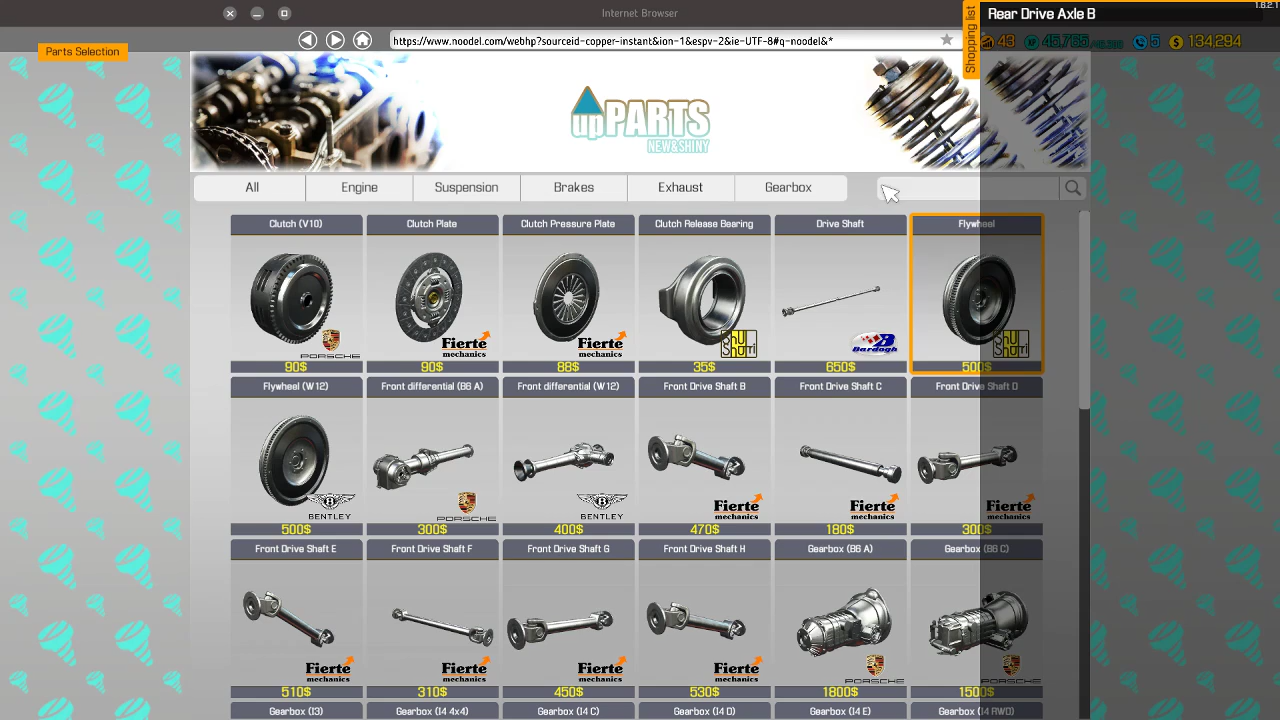 Internet Browser
Rear Drive Axle B
1.6.2.1
Parts Selection
https://www.noodel.com/webhp?sourceid-copper-instant&ion-1&espv-2&ie-UTF-8#q-noodel&*
Shopping list
43
45,765
5
134,294
upPARTS
NEW&SHINY
All
Engine
Suspension
Brakes
Exhaust
Gearbox
Clutch (V10)
Clutch Plate
Clutch Pressure Plate
Clutch Release Bearing
Drive Shaft
Flywheel
PORSCHE
Fierte
mechanics
Fierte
mechanics
Bardogh
90$
90$
88$
35$
650$
500$
Flywheel (W12)
Front differential (B6 A)
Front differential (W12)
Front Drive Shaft B
Front Drive Shaft C
Front Drive Shaft D
BENTLEY
PORSCHE
BENTLEY
Fierte
mechanics
Fierte
mechanics
Fierte
mechanics
500$
300$
400$
470$
180$
300$
Front Drive Shaft E
Front Drive Shaft F
Front Drive Shaft G
Front Drive Shaft H
Gearbox (B6 A)
Gearbox (B6 C)
Fierte
mechanics
Fierte
mechanics
Fierte
mechanics
Fierte
mechanics
PORSCHE
PORSCHE
510$
310$
450$
530$
1800$
1500$
Gearbox (I3)
Gearbox (I4 4x4)
Gearbox (I4 C)
Gearbox (I4 D)
Gearbox (I4 E)
Gearbox (I4 RWD)